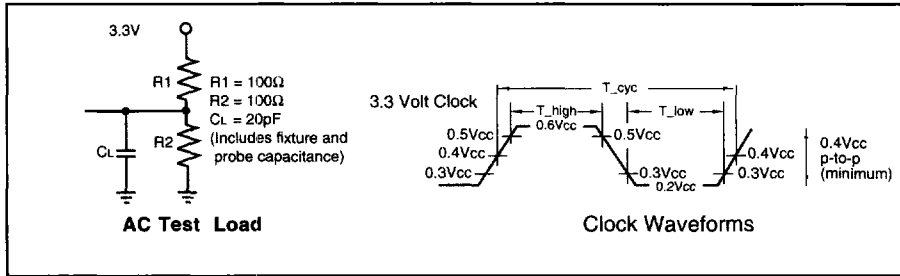 3.3V
R1
R1 = 100Ω
R2 = 100Ω
CL = 20pF
(Includes fixture and
probe capacitance)
R2
CL
AC Test Load
3.3 Volt Clock
T_cyc
T_high
T_low
0.6Vcc
0.5Vcc
0.5Vcc
0.4Vcc
0.3Vcc
0.3Vcc
0.2Vcc
0.4Vcc
0.3Vcc
0.4Vcc
p-to-p
(minimum)
Clock Waveforms